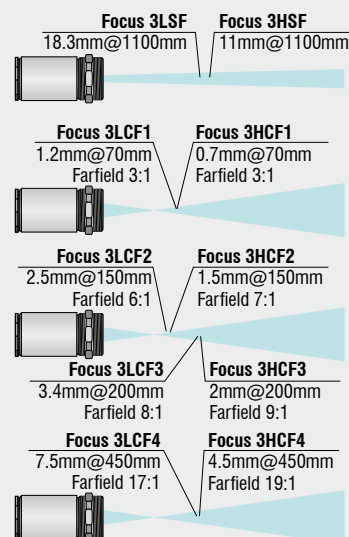 Focus 3LSF Focus 3HSF
18.3mm@1100mm 11mm@1100mm
Focus 3LCF1 Focus 3HCF1
1.2mm@70mm 0.7mm@70mm
Farfield 3:1 Farfield 3:1
Focus 3LCF2 Focus 3HCF2
2.5mm@150mm 1.5mm@150mm
Farfield 6:1 Farfield 7:1
Focus 3LCF3 Focus 3HCF3
3.4mm@200mm 2mm@200mm
Farfield 8:1 Farfield 9:1
Focus 3LCF4 Focus 3HCF4
7.5mm@450mm 4.5mm@450mm
Farfield 17:1 Farfield 19:1